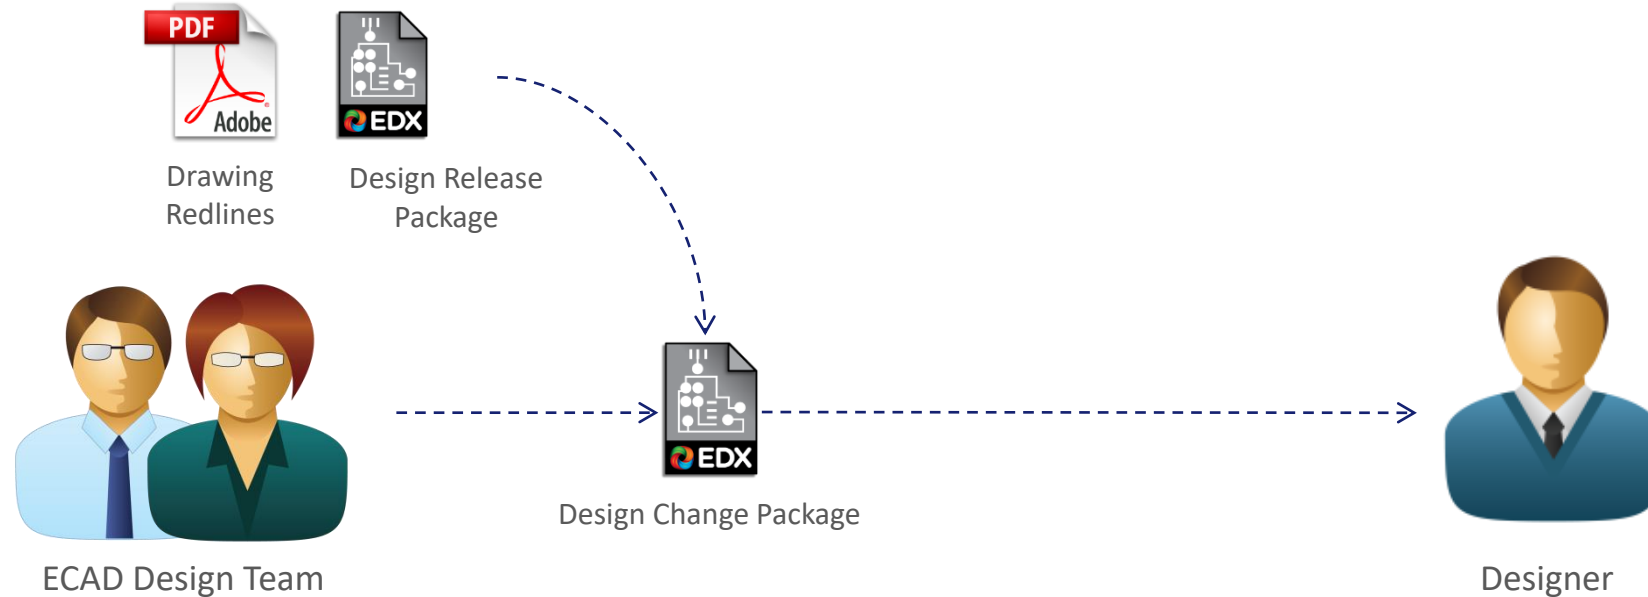 PDF
Adobe
EDX
Drawing
Redlines
Design Release
Package
EDX
Design Change Package
ECAD Design Team
Designer